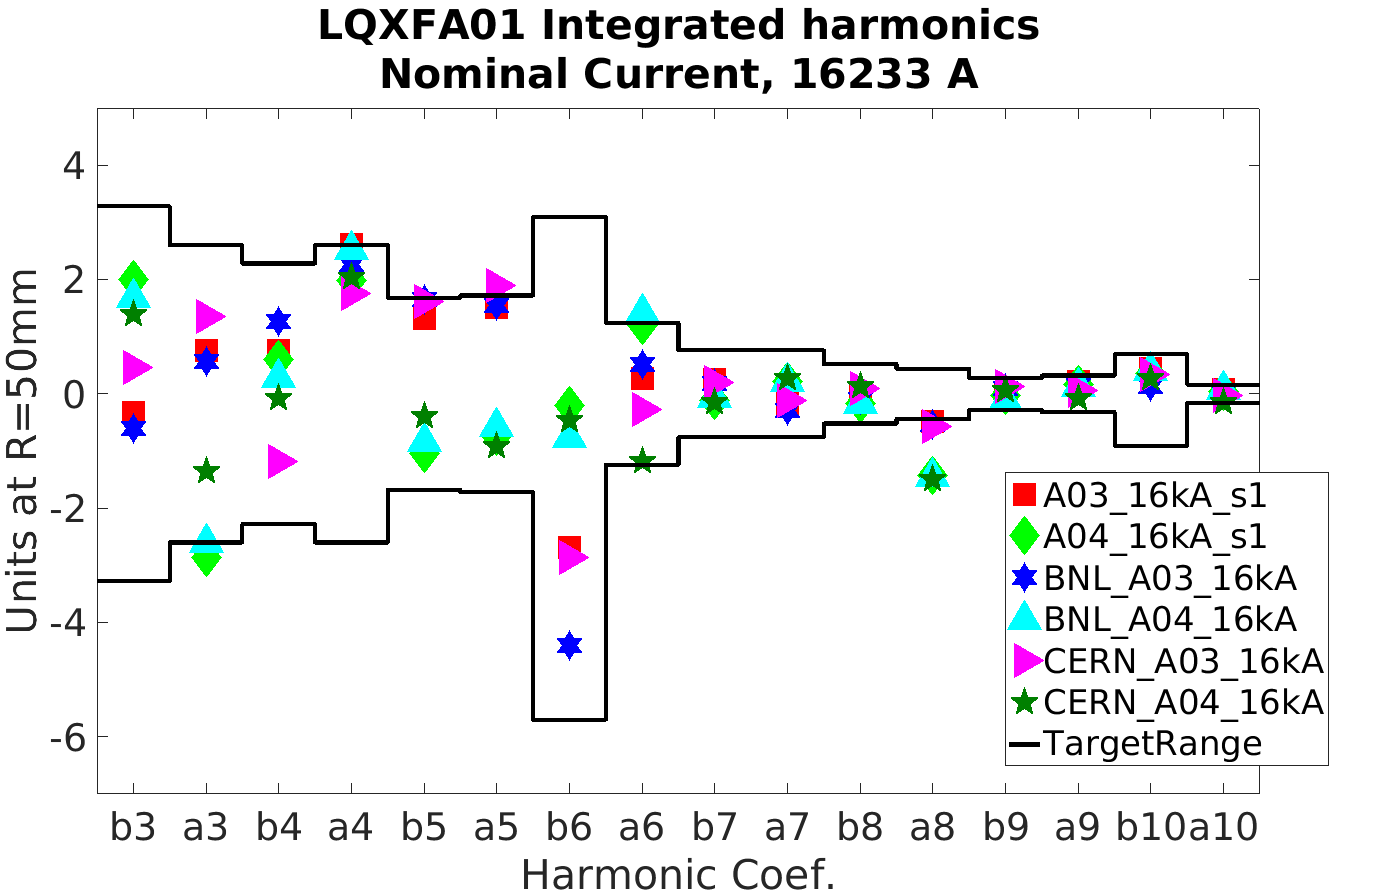 LQXFA01 Integrated harmonics
Nominal Current, 16233 A
Units at R=50mm
4
2
0
-2
-4
-6
b3 a3 b4 a4 b5 a5 b6 a6 b7 a7 b8 a8 b9 a9 b10 a10
Harmonic Coef.
A03_16kA_s1
A04_16kA_s1
BNL_A03_16kA
BNL_A04_16kA
CERN_A03_16kA
CERN_A04_16kA
TargetRange